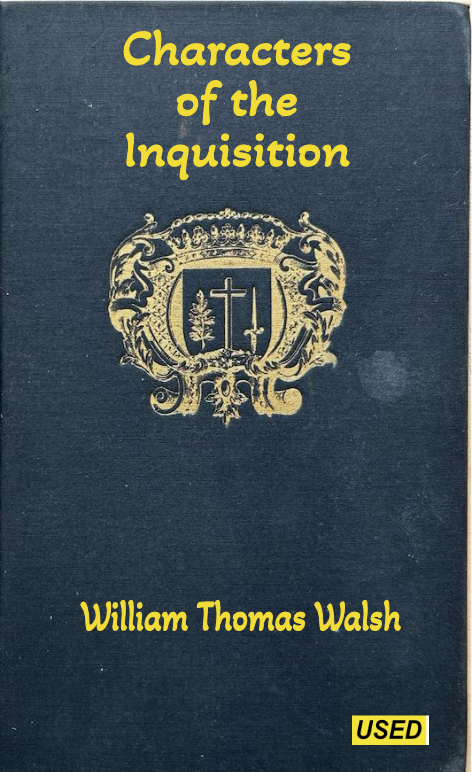 Characters
of the
Inquisition
William Thomas Walsh
USED